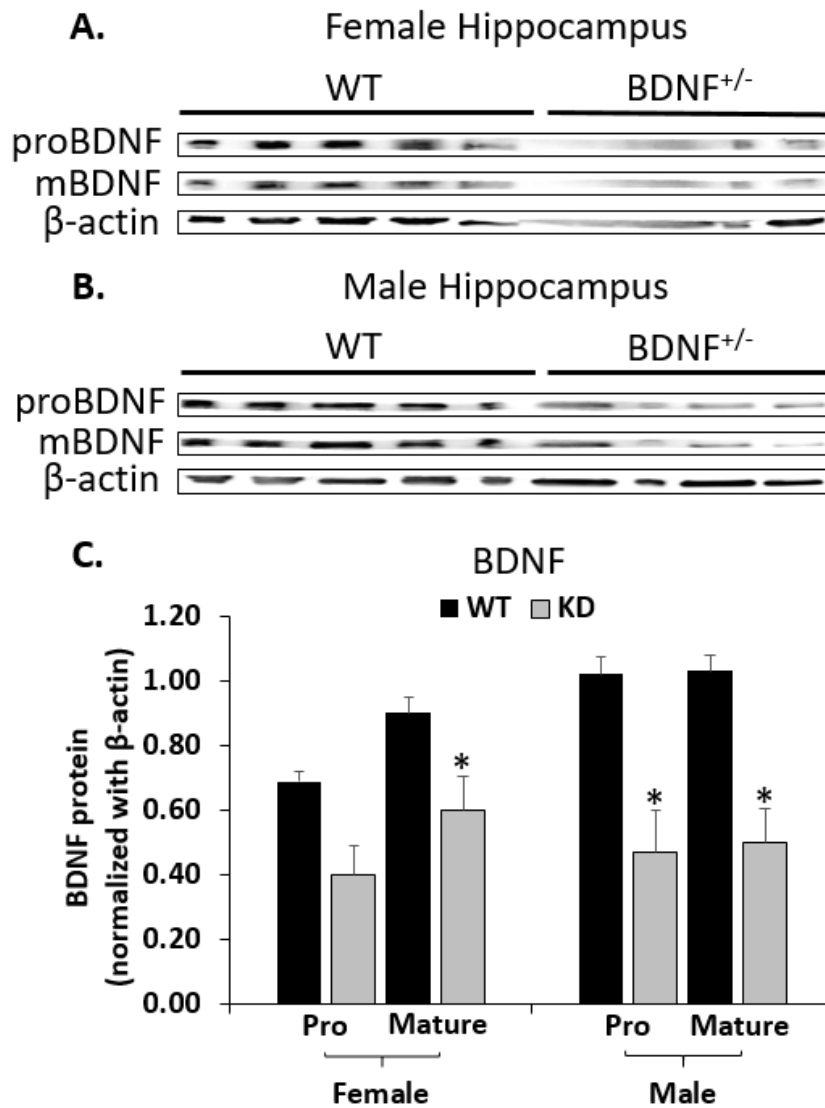 A. Female Hippocampus
WT BDNF+/-
proBDNF
mBDNF
β-actin
B. Male Hippocampus
WT BDNF+/-
proBDNF
mBDNF
β-actin
C. BDNF
WT KD
BDNF protein
(normalized with β-actin)
1.20
1.00
0.80
0.60
0.40
0.20
0.00
*
* *
Pro Mature Pro Mature
Female Male